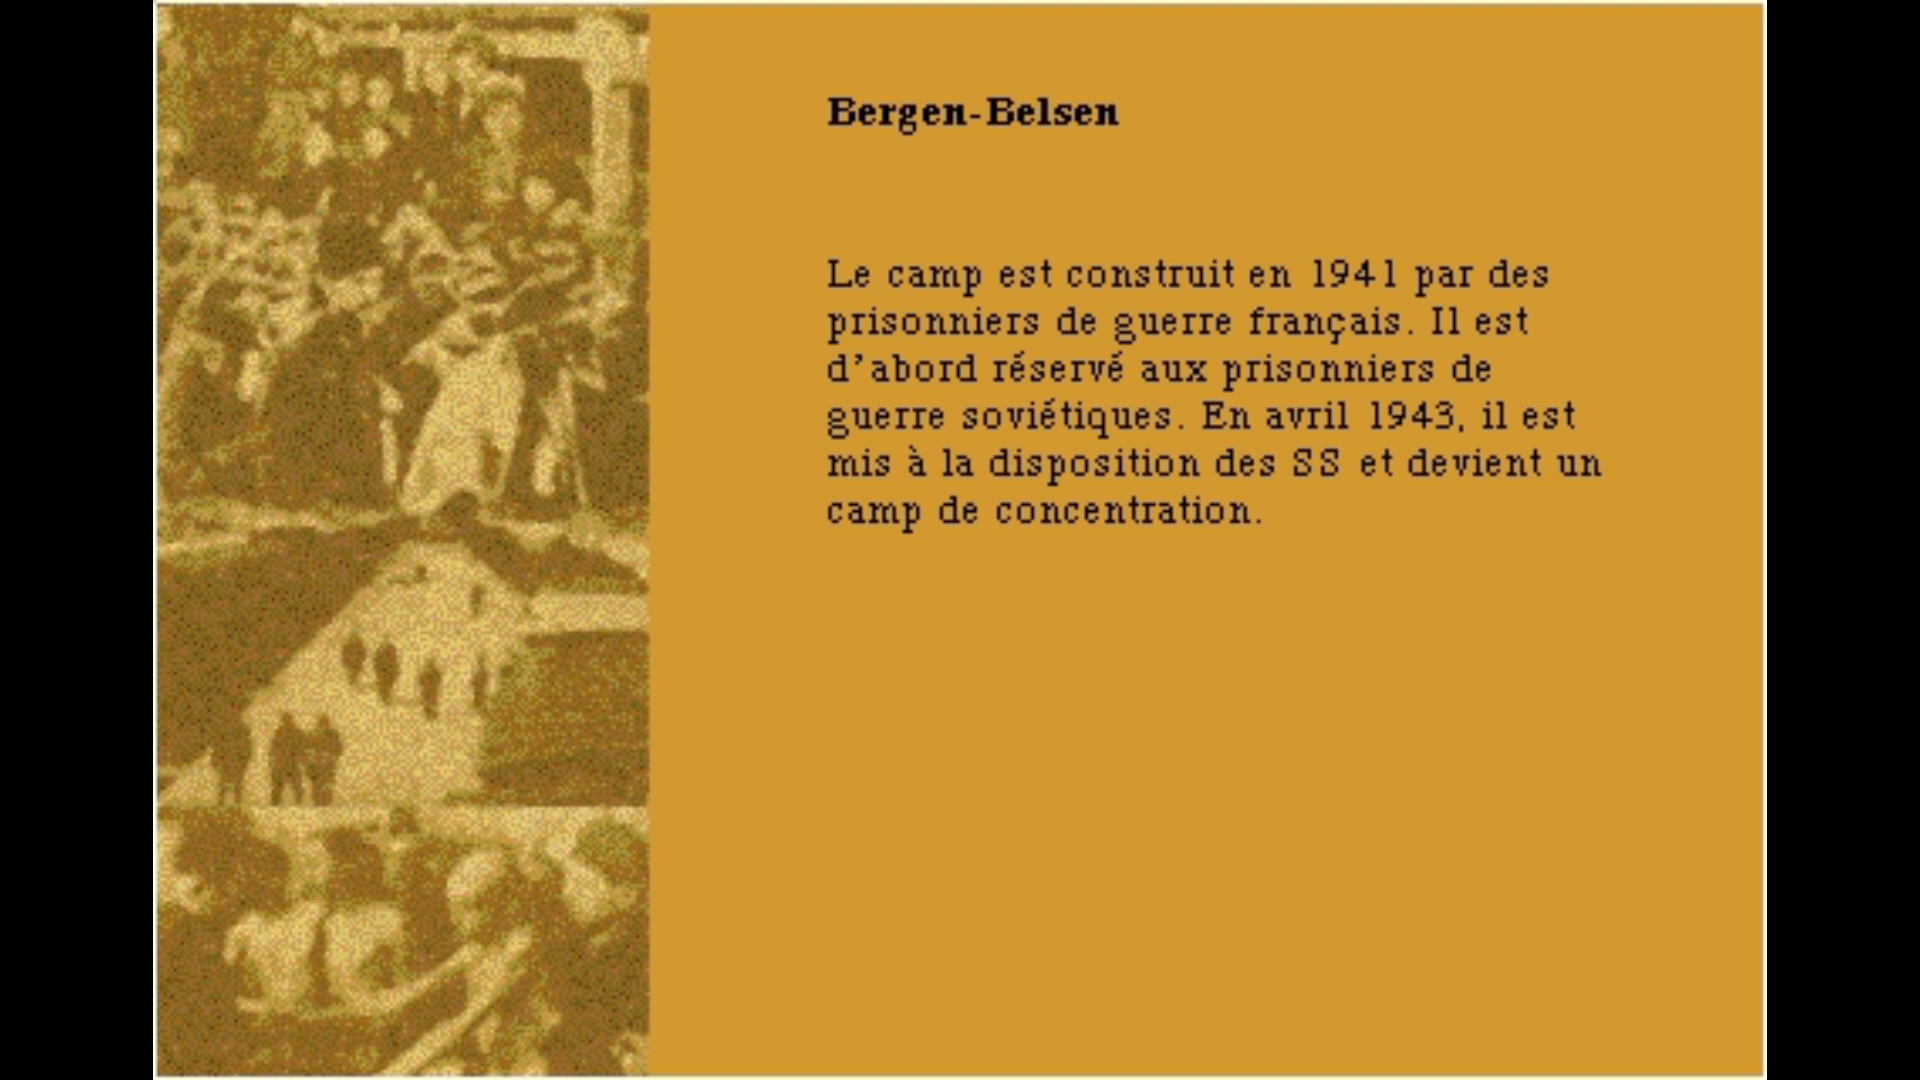 Bergen-Belsen
Le camp est construit en 1941 par des
prisonniers de guerre français. Il est
d'abord réservé aux prisonniers de
guerre soviétiques. En avril 1943, il est
mis à la disposition des SS et devient un
camp de concentration.